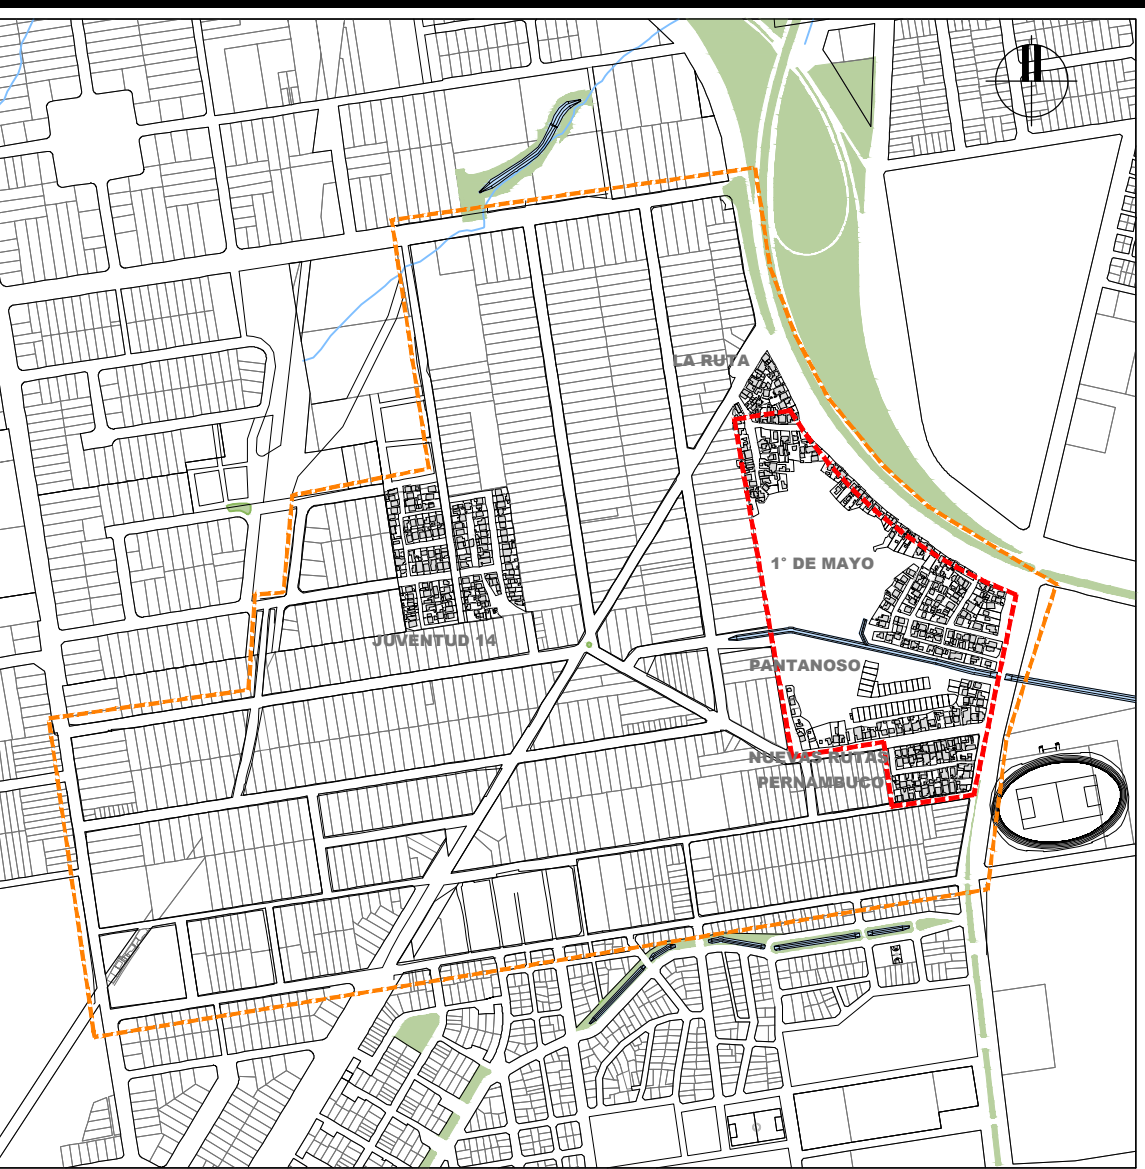 LA RUTA
1° DE MAYO
JUVENTUD 14
PANTANOSO
NUEVAS RUTAS
PERNAMBUCO